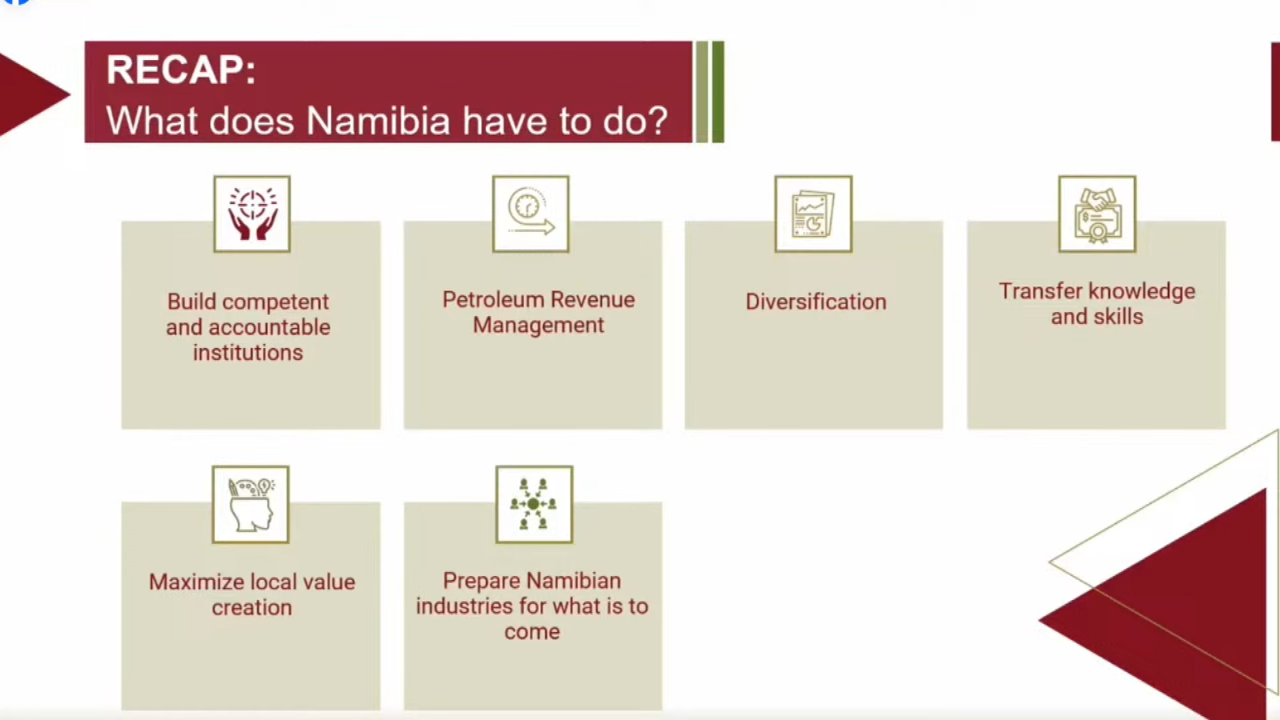 RECAP:
What does Namibia have to do?
Build competent
and accountable
institutions
Petroleum Revenue
Management
Diversification
Transfer knowledge
and skills
Maximize local value
creation
Prepare Namibian
industries for what is to
come